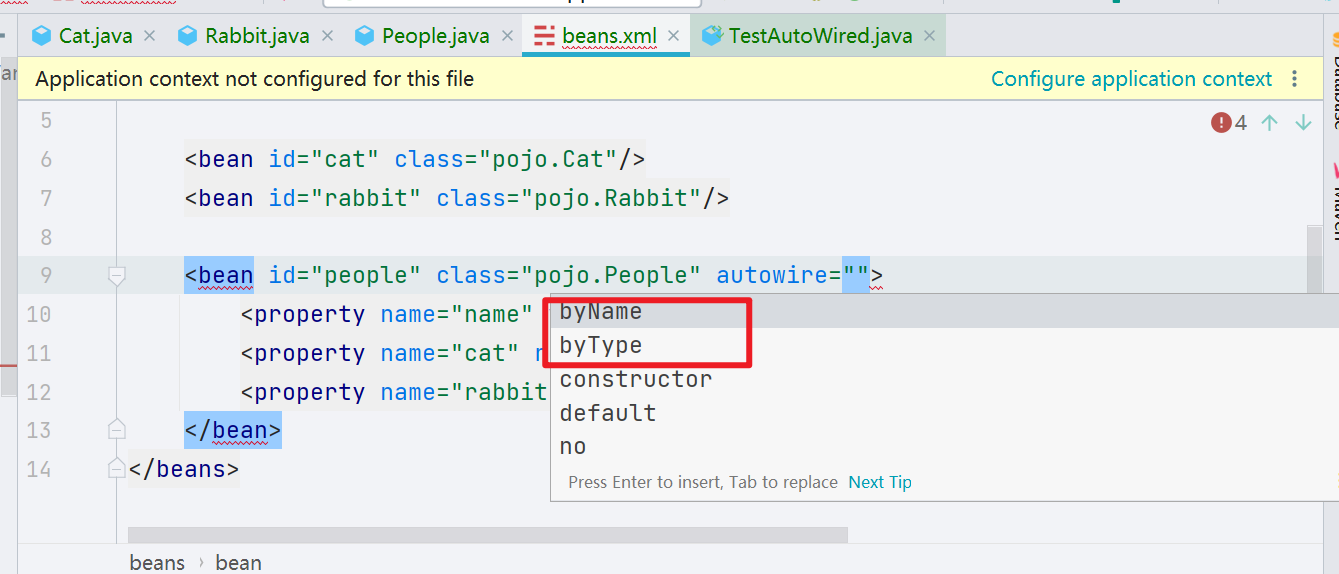 Cat.java Rabbit.java People.java beans.xml TestAutoWired.java
Application context not configured for this file Configure application context
5 4
6 <bean id="cat" class="pojo.Cat"/>
7 <bean id="rabbit" class="pojo.Rabbit"/>
8
9 <bean id="people" class="pojo.People" autowire="">
10 <property name="name" byName
byType
11 <property name="cat"
constructor
12 <property name="rabbit
default
13 </bean>
no
14 </beans>
Press Enter to insert, Tab to replace Next Tip
beans › bean
Database
Maven